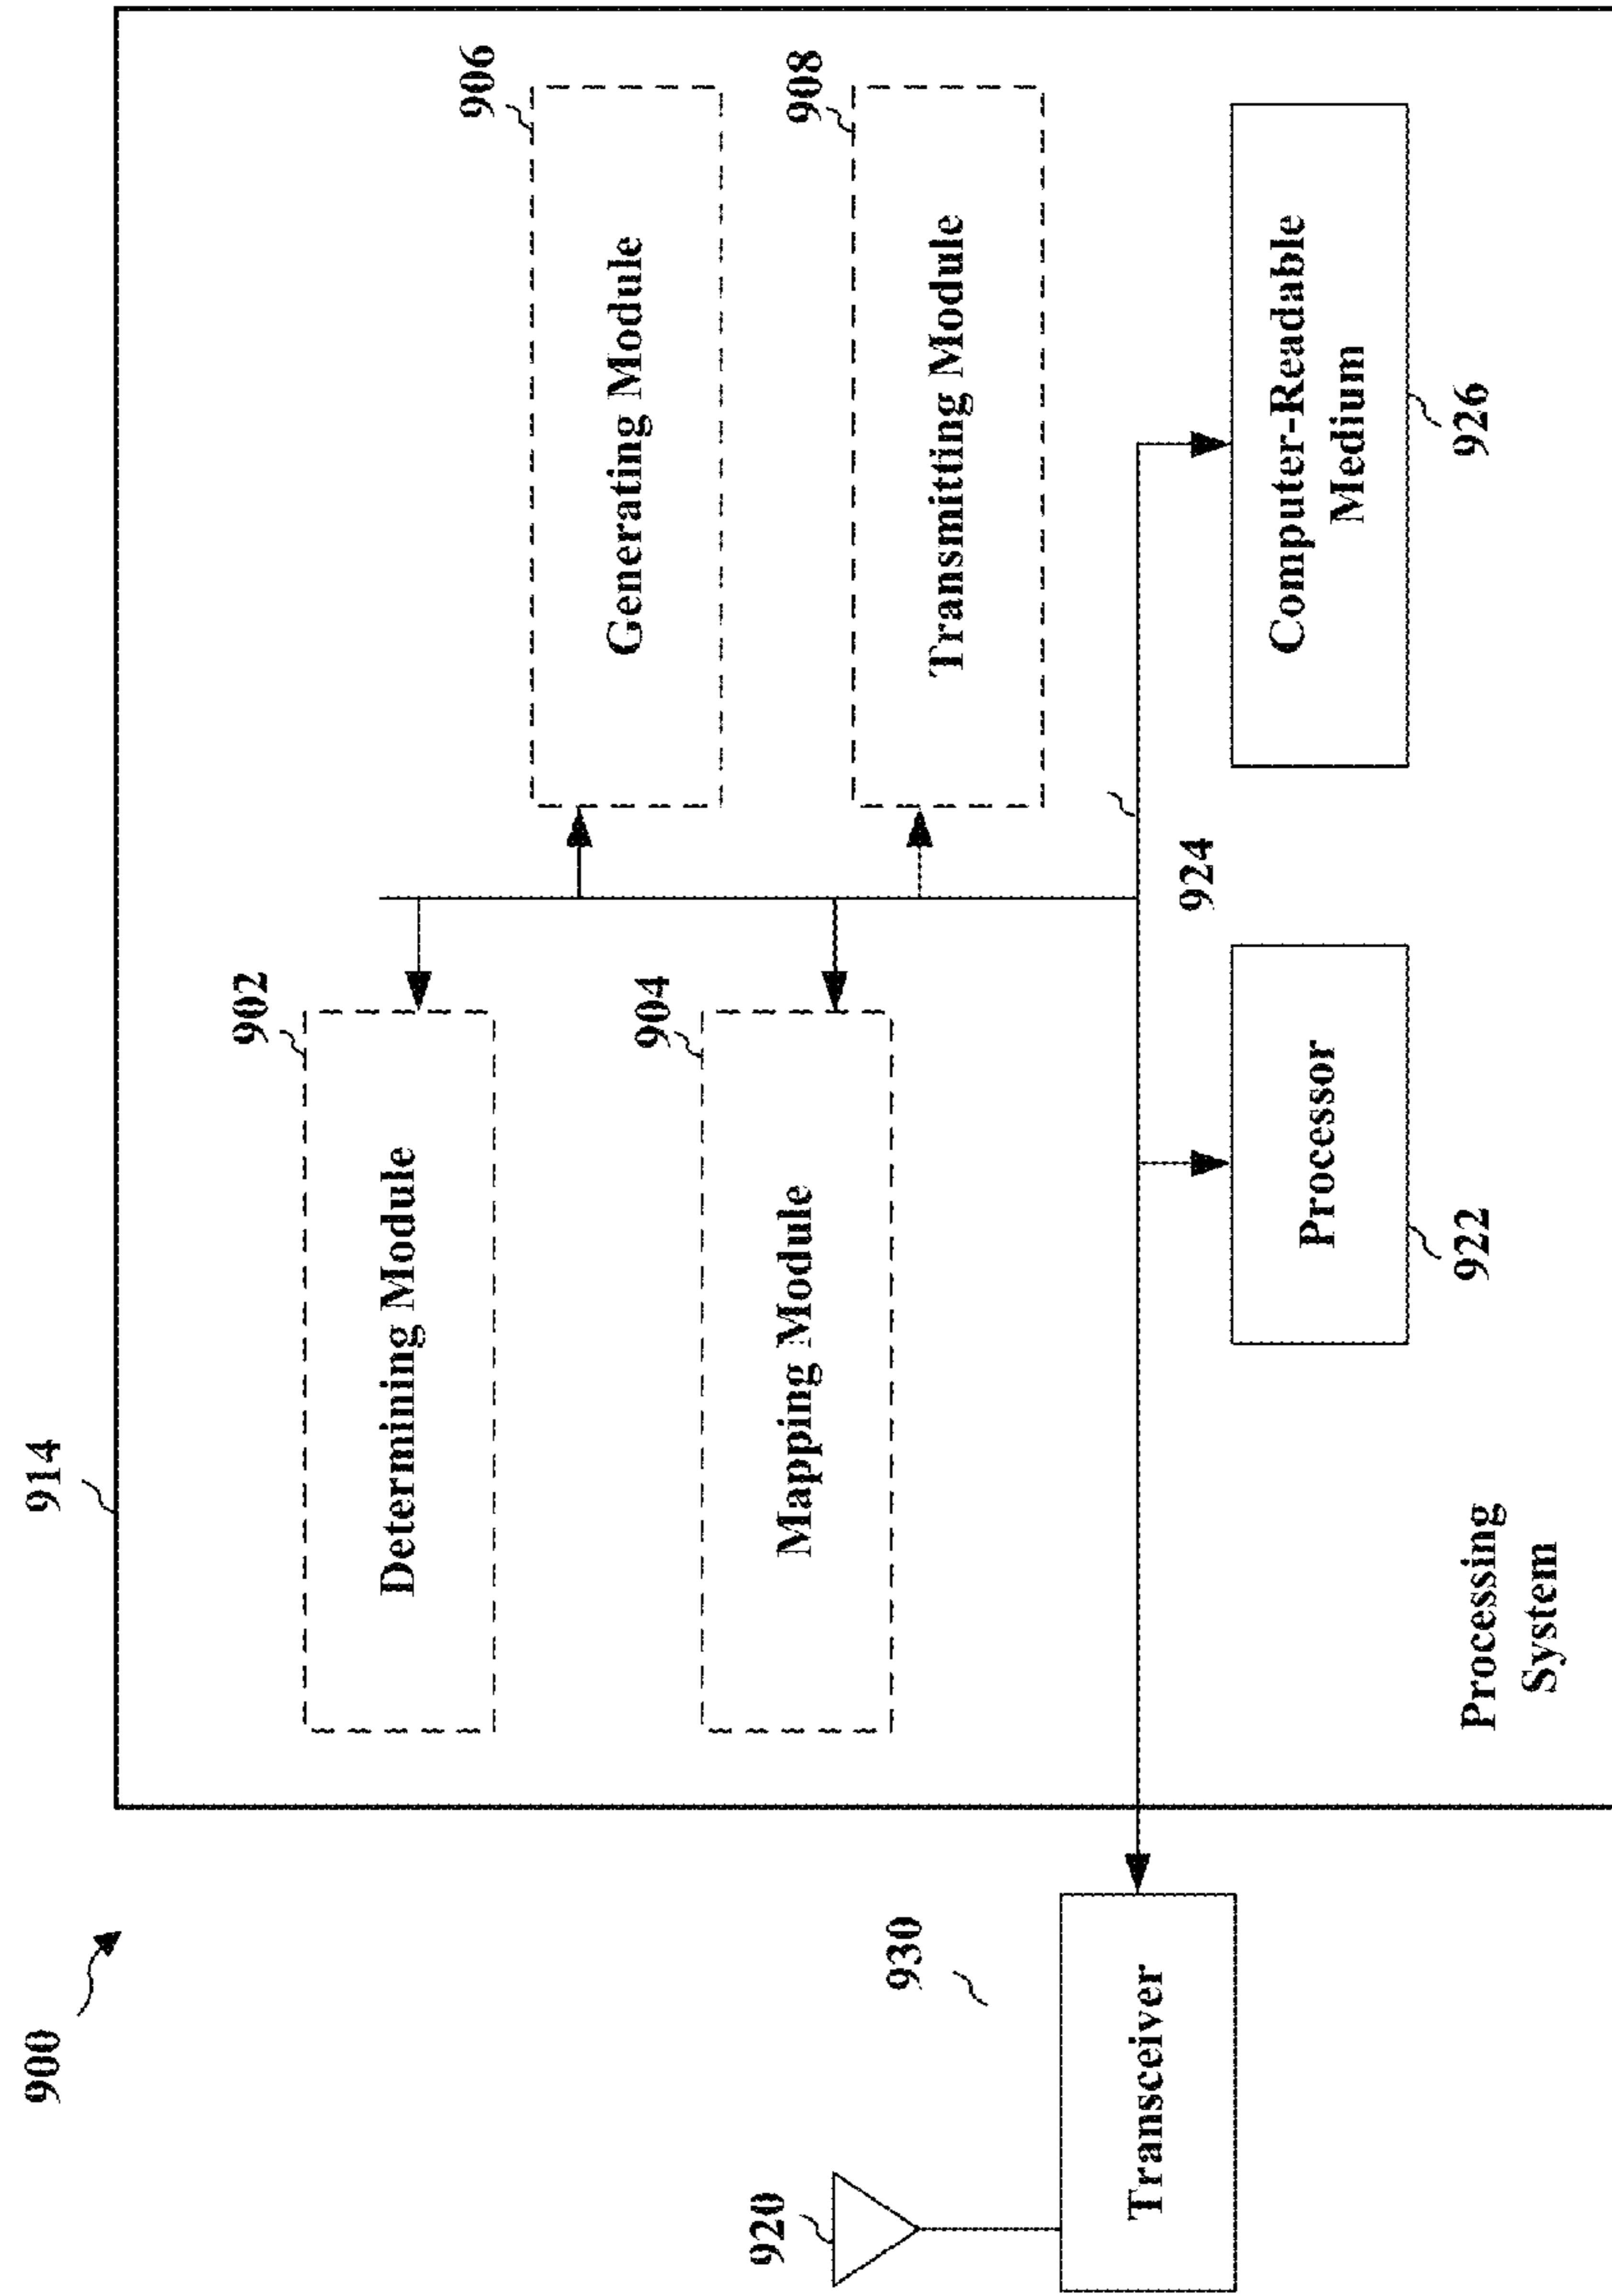 900
914
902
Determining Module
906
Generating Module
904
Mapping Module
908
Transmitting Module
920
930
Transceiver
924
Processor
922
Computer-Readable
Medium
926
Processing
System